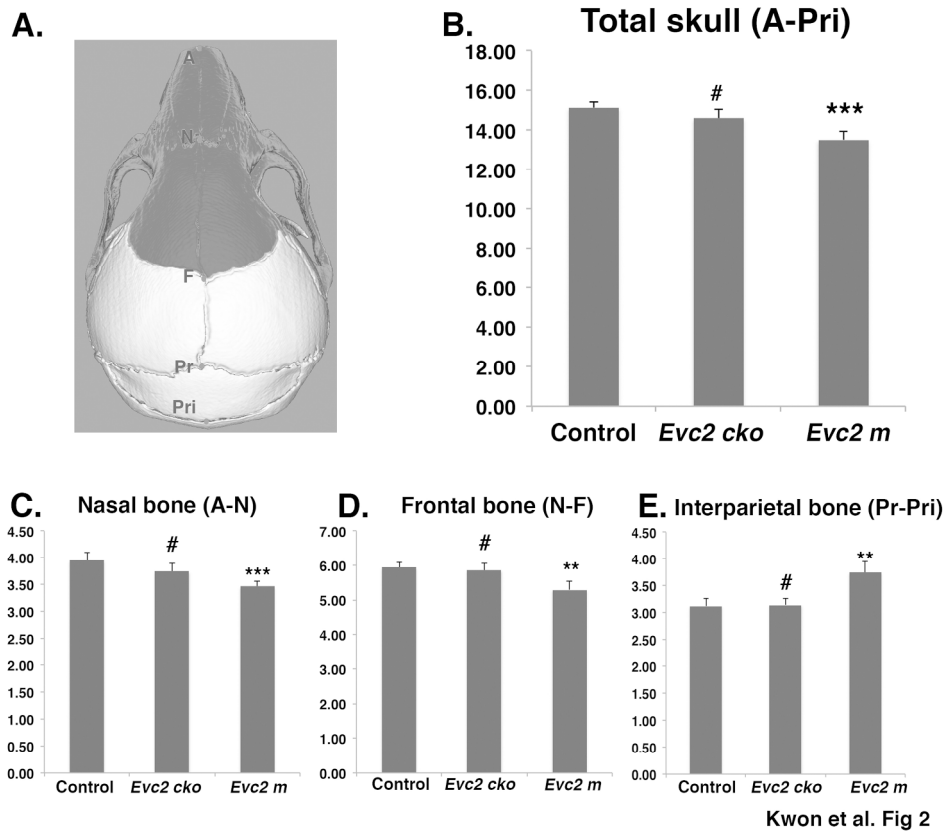 A.
A
N
F
Pr
Pri
B.
Total skull (A-Pri)
18.00
16.00
14.00
12.00
10.00
8.00
6.00
4.00
2.00
0.00
#
***
Control Evc2 cko Evc2 m
C.
Nasal bone (A-N)
4.50
4.00
3.50
3.00
2.50
2.00
1.50
1.00
0.50
0.00
#
***
Control Evc2 cko Evc2 m
D.
Frontal bone (N-F)
7.00
6.00
5.00
4.00
3.00
2.00
1.00
0.00
#
**
Control Evc2 cko Evc2 m
E.
Interparietal bone (Pr-Pri)
4.50
4.00
3.50
3.00
2.50
2.00
1.50
1.00
0.50
0.00
#
**
Control Evc2 cko Evc2 m
Kwon et al. Fig 2